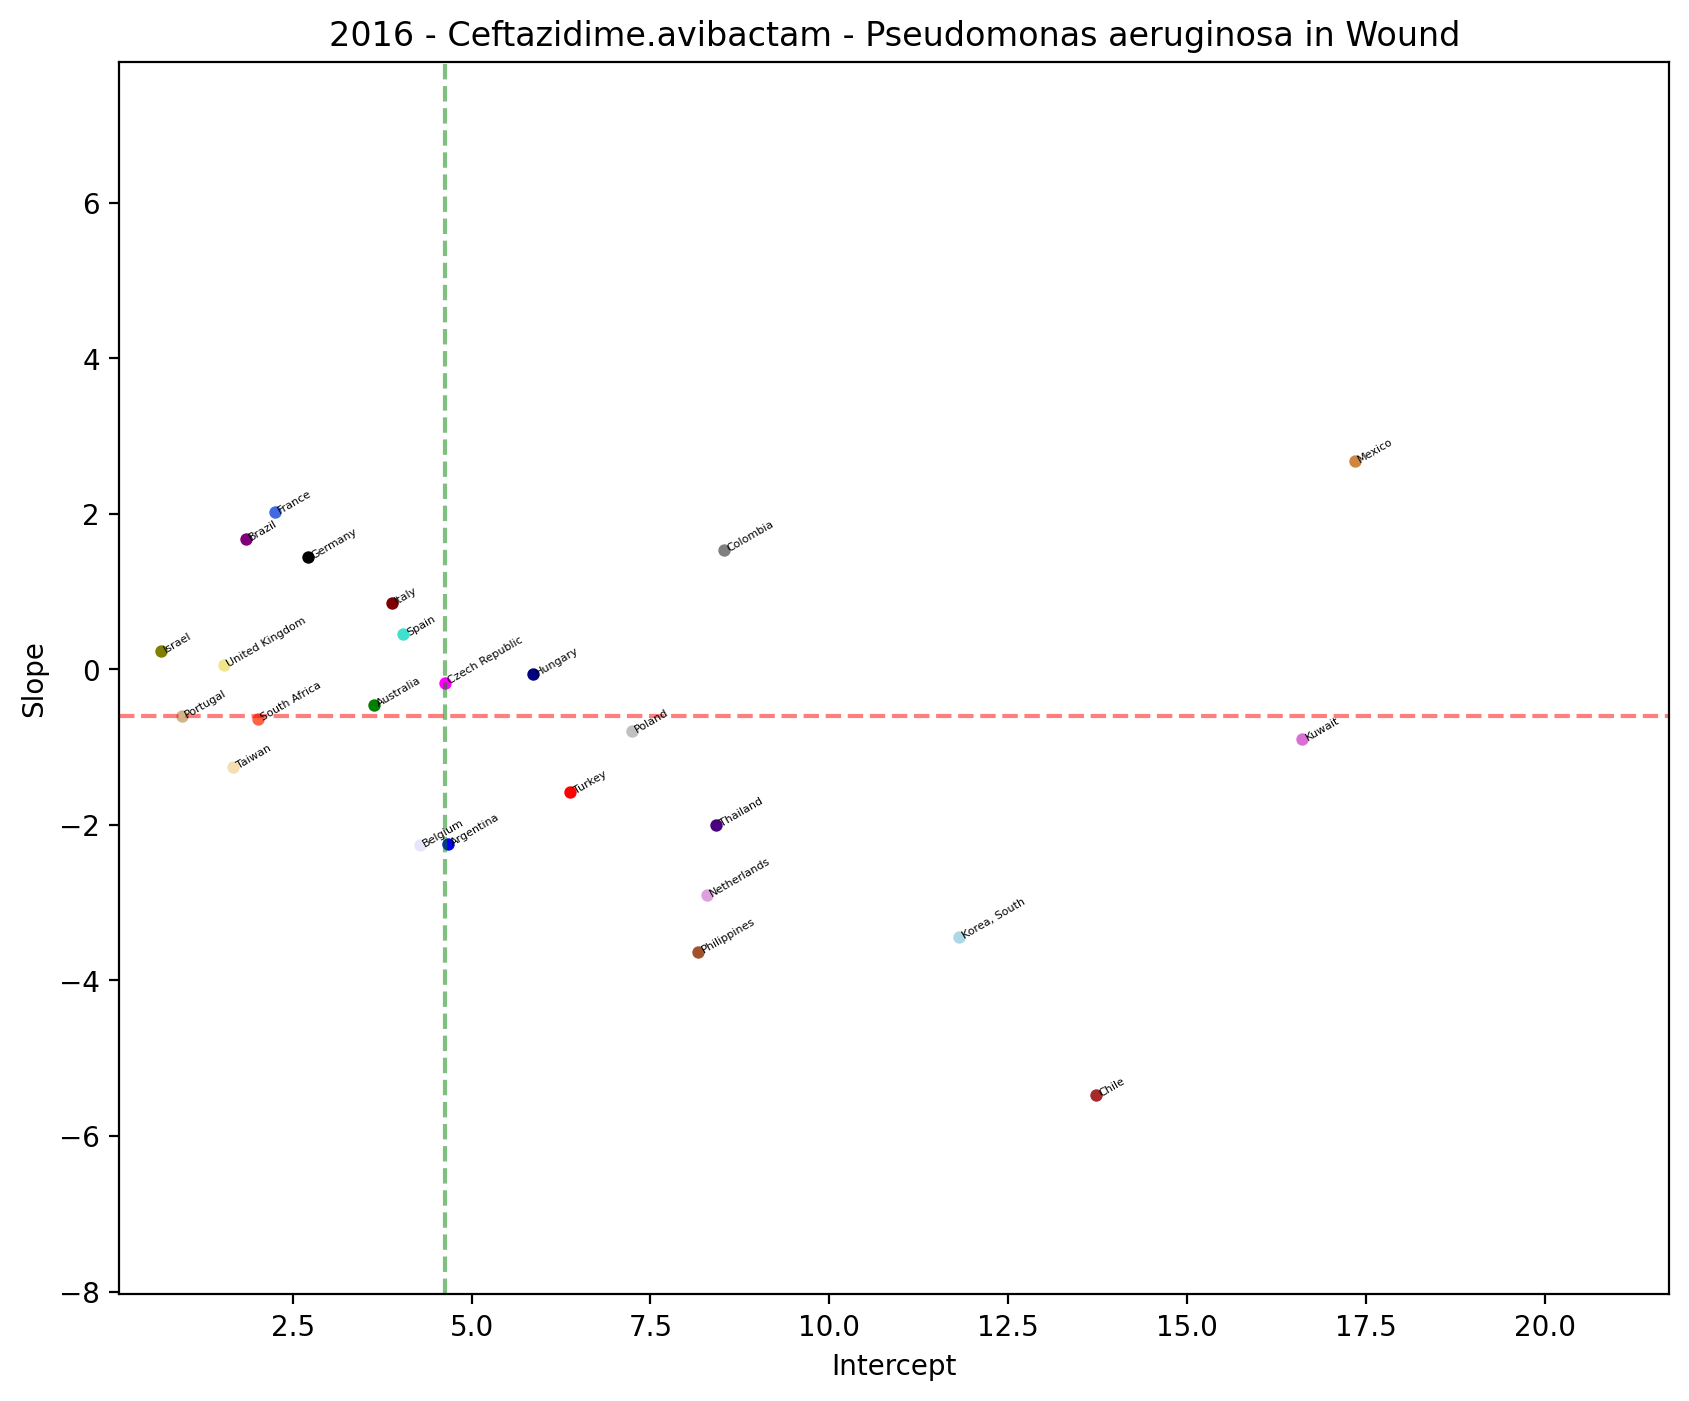 2016 - Ceftazidime.avibactam - Pseudomonas aeruginosa in Wound
Slope
6
4
2
0
−2
−4
−6
−8
Mexico
France
Brazil
Germany
Colombia
Italy
Spain
Israel
United Kingdom
Czech Republic
Hungary
Australia
Portugal
South Africa
Poland
Kuwait
Taiwan
Turkey
Thailand
Belgium
Argentina
Netherlands
Korea, South
Philippines
Chile
2.5
5.0
7.5
10.0
12.5
15.0
17.5
20.0
Intercept